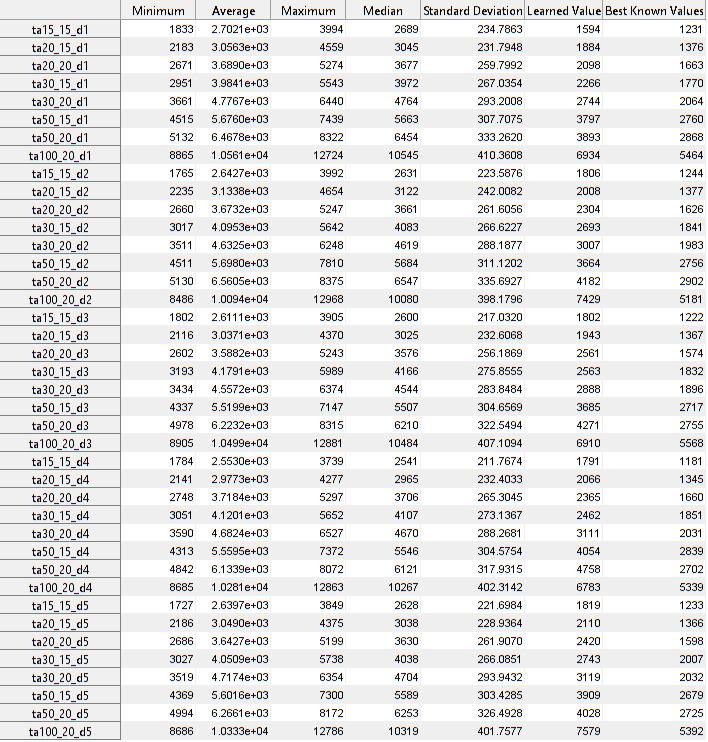 Minimum Average Maximum Median Standard Deviation Learned Value Best Known Values
ta15_15_d1 1833 2.7021e+03 3994 2689 234.7863 1594 1231
ta20_15_d1 2183 3.0563e+03 4559 3045 231.7948 1884 1376
ta20_20_d1 2671 3.6890e+03 5274 3677 259.7992 2098 1663
ta30_15_d1 2951 3.9841e+03 5543 3972 267.0354 2266 1770
ta30_20_d1 3661 4.7767e+03 6440 4764 293.2008 2744 2064
ta50_15_d1 4515 5.6760e+03 7439 5663 307.7075 3797 2760
ta50_20_d1 5132 6.4678e+03 8322 6454 333.2620 3893 2868
ta100_20_d1 8865 1.0561e+04 12724 10545 410.3608 6934 5464
ta15_15_d2 1765 2.6427e+03 3992 2631 223.5876 1806 1244
ta20_15_d2 2235 3.1338e+03 4654 3122 242.0082 2008 1377
ta20_20_d2 2660 3.6732e+03 5247 3661 261.6056 2304 1626
ta30_15_d2 3017 4.0953e+03 5642 4083 266.6227 2693 1841
ta30_20_d2 3511 4.6325e+03 6248 4619 288.1877 3007 1983
ta50_15_d2 4511 5.6980e+03 7810 5684 311.1202 3664 2756
ta50_20_d2 5130 6.5605e+03 8375 6547 335.6927 4182 2902
ta100_20_d2 8486 1.0094e+04 12968 10080 398.1796 7429 5181
ta15_15_d3 1802 2.6111e+03 3905 2600 217.0320 1802 1222
ta20_15_d3 2116 3.0371e+03 4370 3025 232.6068 1943 1367
ta20_20_d3 2602 3.5882e+03 5243 3576 256.1869 2561 1574
ta30_15_d3 3193 4.1791e+03 5989 4166 275.8555 2563 1832
ta30_20_d3 3434 4.5572e+03 6374 4544 283.8484 2888 1896
ta50_15_d3 4337 5.5199e+03 7147 5507 304.6569 3685 2717
ta50_20_d3 4978 6.2232e+03 8315 6210 322.5494 4271 2755
ta100_20_d3 8905 1.0499e+04 12881 10484 407.1094 6910 5568
ta15_15_d4 1784 2.5530e+03 3739 2541 211.7674 1791 1181
ta20_15_d4 2141 2.9773e+03 4277 2965 232.4033 2066 1345
ta20_20_d4 2748 3.7184e+03 5297 3706 265.3045 2365 1660
ta30_15_d4 3051 4.1201e+03 5652 4107 273.1367 2462 1851
ta30_20_d4 3590 4.6824e+03 6527 4670 288.2681 3111 2031
ta50_15_d4 4313 5.5595e+03 7372 5546 304.5754 4054 2839
ta50_20_d4 4842 6.1339e+03 8072 6121 317.9315 4758 2702
ta100_20_d4 8685 1.0281e+04 12863 10267 402.3142 6783 5339
ta15_15_d5 1727 2.6397e+03 3849 2628 221.6984 1819 1233
ta20_15_d5 2186 3.0490e+03 4375 3038 228.9364 2110 1366
ta20_20_d5 2686 3.6427e+03 5199 3630 261.9070 2420 1598
ta30_15_d5 3027 4.0509e+03 5738 4038 266.0851 2743 2007
ta30_20_d5 3519 4.7174e+03 6354 4704 293.9432 3119 2032
ta50_15_d5 4369 5.6016e+03 7300 5589 303.4285 3909 2679
ta50_20_d5 4994 6.2661e+03 8172 6253 326.4928 4028 2725
ta100_20_d5 8686 1.0333e+04 12786 10319 401.7577 7579 5392